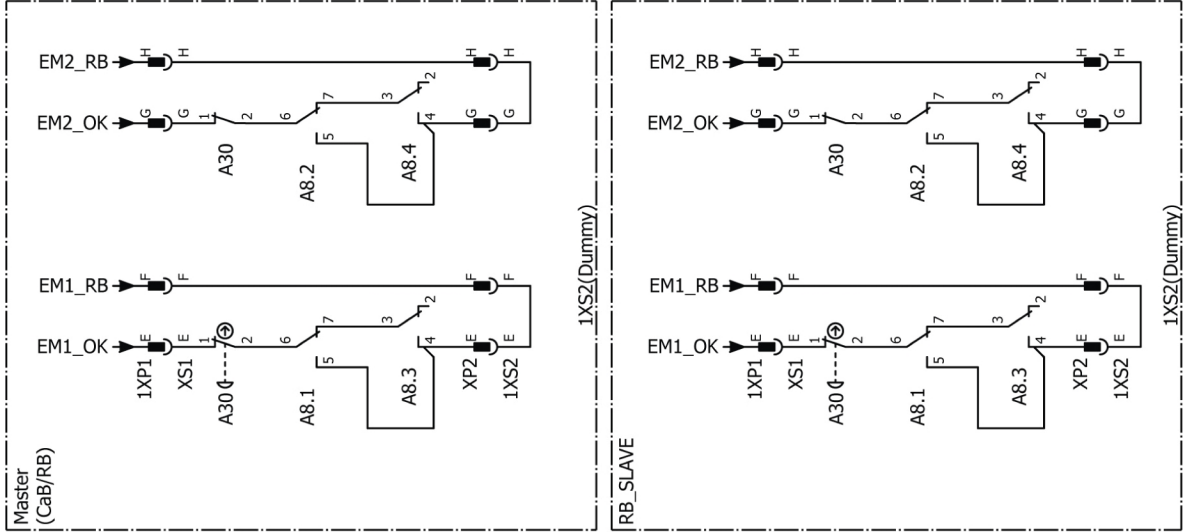 EM2_RB H H H H
2
7 3
EM2_OK G G 1 2 6 4 G G
5
A30 A8.2 A8.4
EM1_RB F F F F
2
7 3
EM1_OK E E 1 2 6 4 E E
5
1XP1 XS1 A30 A8.1 A8.3 XP2 1XS2
1XS2(Dummy)
Master
(CaB/RB)
EM2_RB H H H H
2
7 3
EM2_OK G G 1 2 6 4 G G
5
A30 A8.2 A8.4
EM1_RB F F F F
2
7 3
EM1_OK E E 1 2 6 4 E E
5
1XP1 XS1 A30 A8.1 A8.3 XP2 1XS2
1XS2(Dummy)
RB_SLAVE